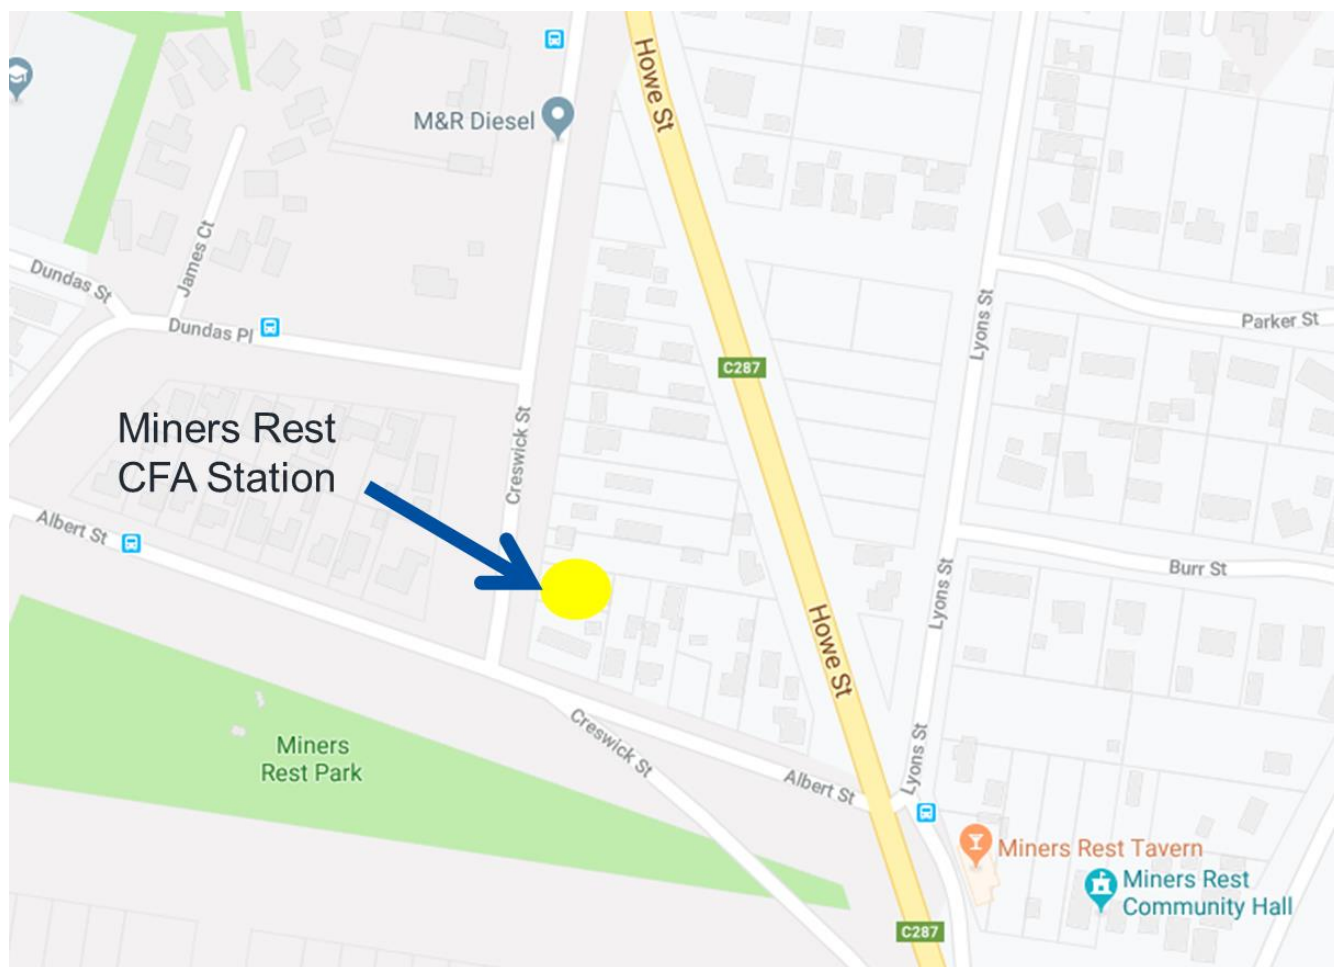 Howe St
M&R Diesel
James Ct
Dundas St
Dundas Pl
Lyons St
Parker St
C287
Miners Rest
CFA Station
Creswick St
Albert St
Burr St
Lyons St
Howe St
Miners
Rest Park
Creswick St
Lyons St
Albert St
Miners Rest Tavern
Miners Rest
Community Hall
C287